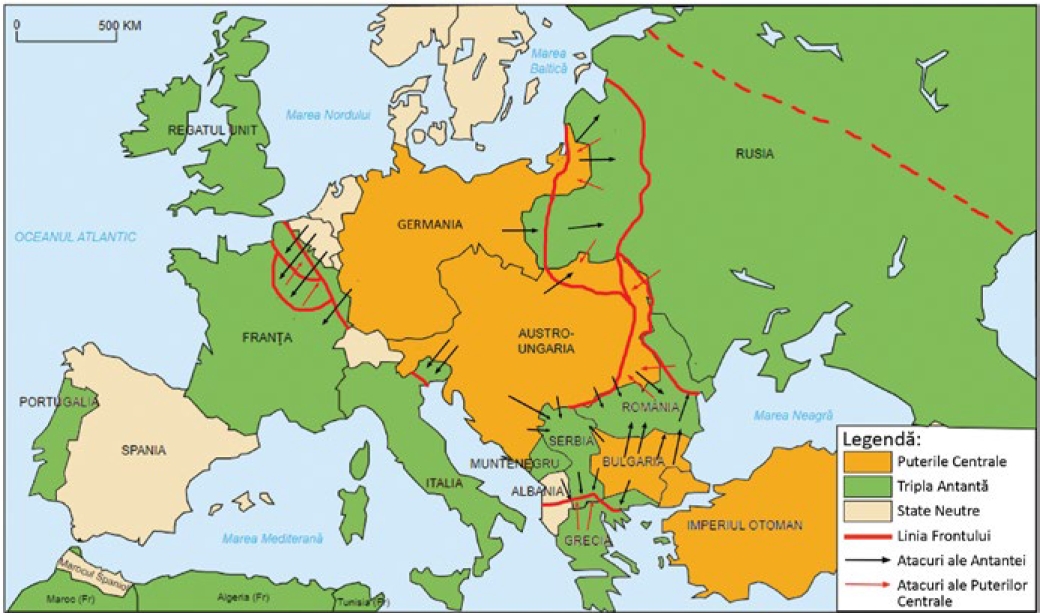 0 500 KM
Marea
Baltică
Marea Nordului
REGATUL UNIT
RUSIA
OCEANUL ATLANTIC
GERMANIA
FRANȚA
AUSTRO-
UNGARIA
PORTUGALIA
ROMÂNIA
Marea Neagră
SPANIA
SERBIA
MUNTENEGRU
BULGARIA
ITALIA
ALBANIA
IMPERIUL OTOMAN
Marea Mediterană
GRECIA
Marocul Spaniol
Maroc (Fr)
Algeria (Fr)
Tunisia (Fr)
Legendă:
Puterile Centrale
Tripla Antantă
State Neutre
Linia Frontului
Atacuri ale Antantei
Atacuri ale Puterilor
Centrale